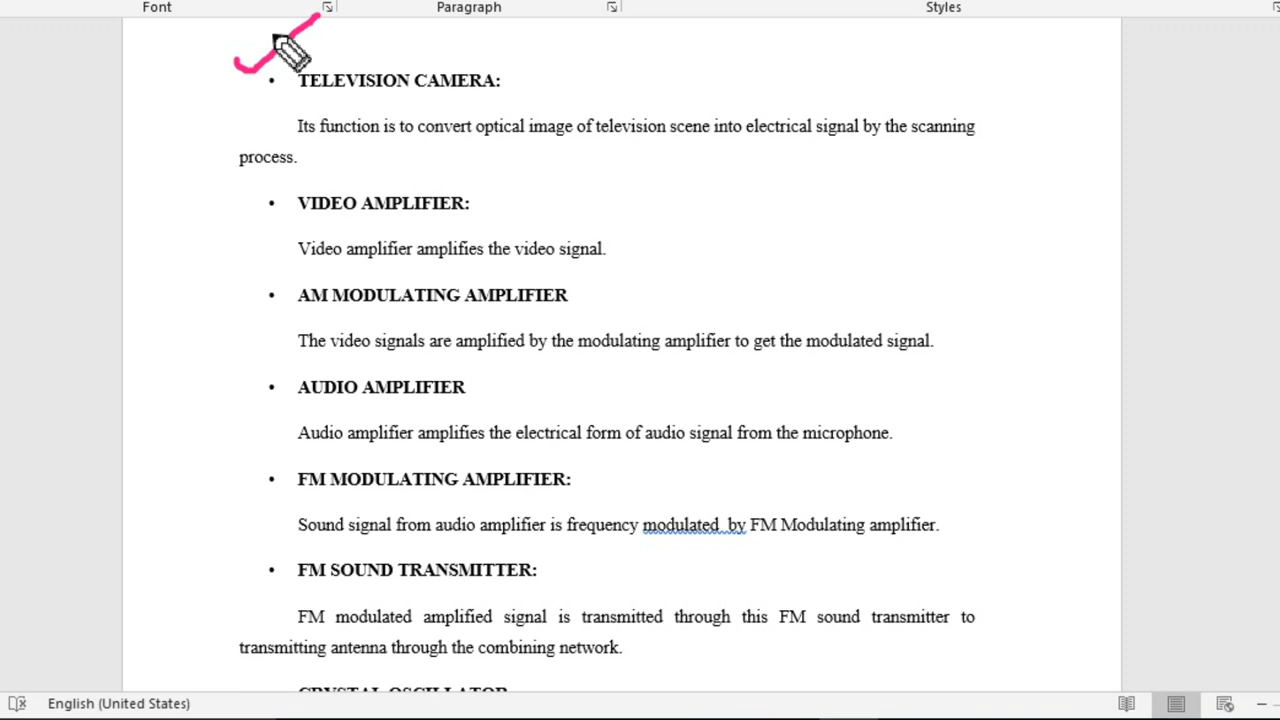 Font Paragraph Styles
• TELEVISION CAMERA:
Its function is to convert optical image of television scene into electrical signal by the scanning
process.
• VIDEO AMPLIFIER:
Video amplifier amplifies the video signal.
• AM MODULATING AMPLIFIER
The video signals are amplified by the modulating amplifier to get the modulated signal.
• AUDIO AMPLIFIER
Audio amplifier amplifies the electrical form of audio signal from the microphone.
• FM MODULATING AMPLIFIER:
Sound signal from audio amplifier is frequency modulated  by FM Modulating amplifier.
• FM SOUND TRANSMITTER:
FM modulated amplified signal is transmitted through this FM sound transmitter to
transmitting antenna through the combining network.
CRYSTAL OSCILLATOR
English (United States)